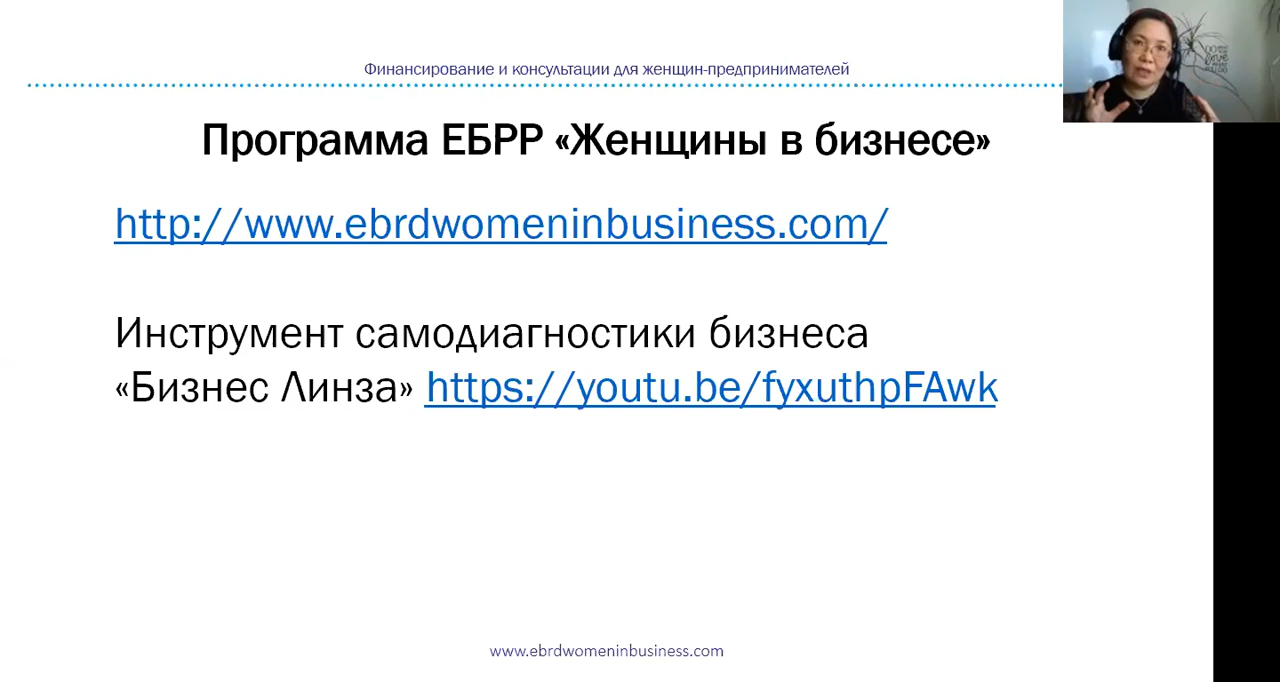 Финансирование и консультации для женщин-предпринимателей
Программа ЕБРР «Женщины в бизнесе»
http://www.ebrdwomeninbusiness.com/
Инструмент самодиагностики бизнеса
«Бизнес Линза» https://youtu.be/fyxuthpFAwk
www.ebrdwomeninbusiness.com